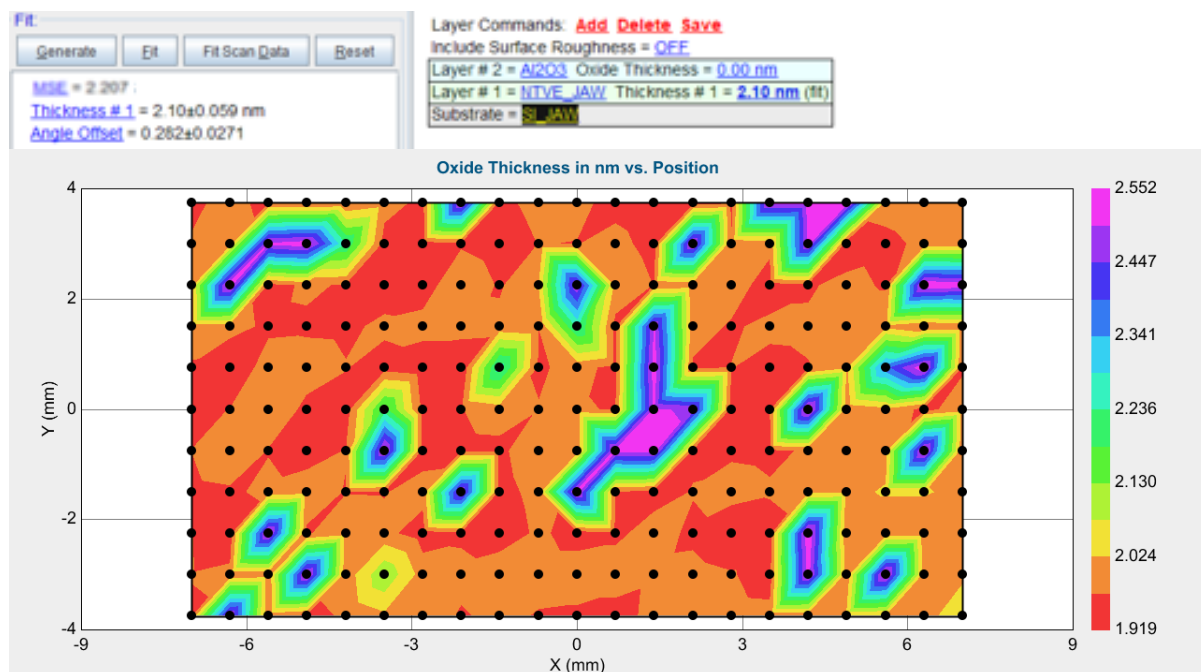 Fit:
Generate Fit Fit Scan Data Reset
MSE = 2.207
Thickness # 1 = 2.10±0.059 nm
Angle Offset = 0.282±0.0271
Layer Commands: Add Delete Save
Include Surface Roughness = OFF
Layer # 2 = Al2O3 Oxide Thickness = 0.00 nm
Layer # 1 = NTVE_JAW Thickness # 1 = 2.10 nm (fit)
Substrate = SI_JAW
Oxide Thickness in nm vs. Position
Y (mm)
4
2
0
-2
-4
-9 -6 -3 0 3 6 9
X (mm)
2.552
2.447
2.341
2.236
2.130
2.024
1.919